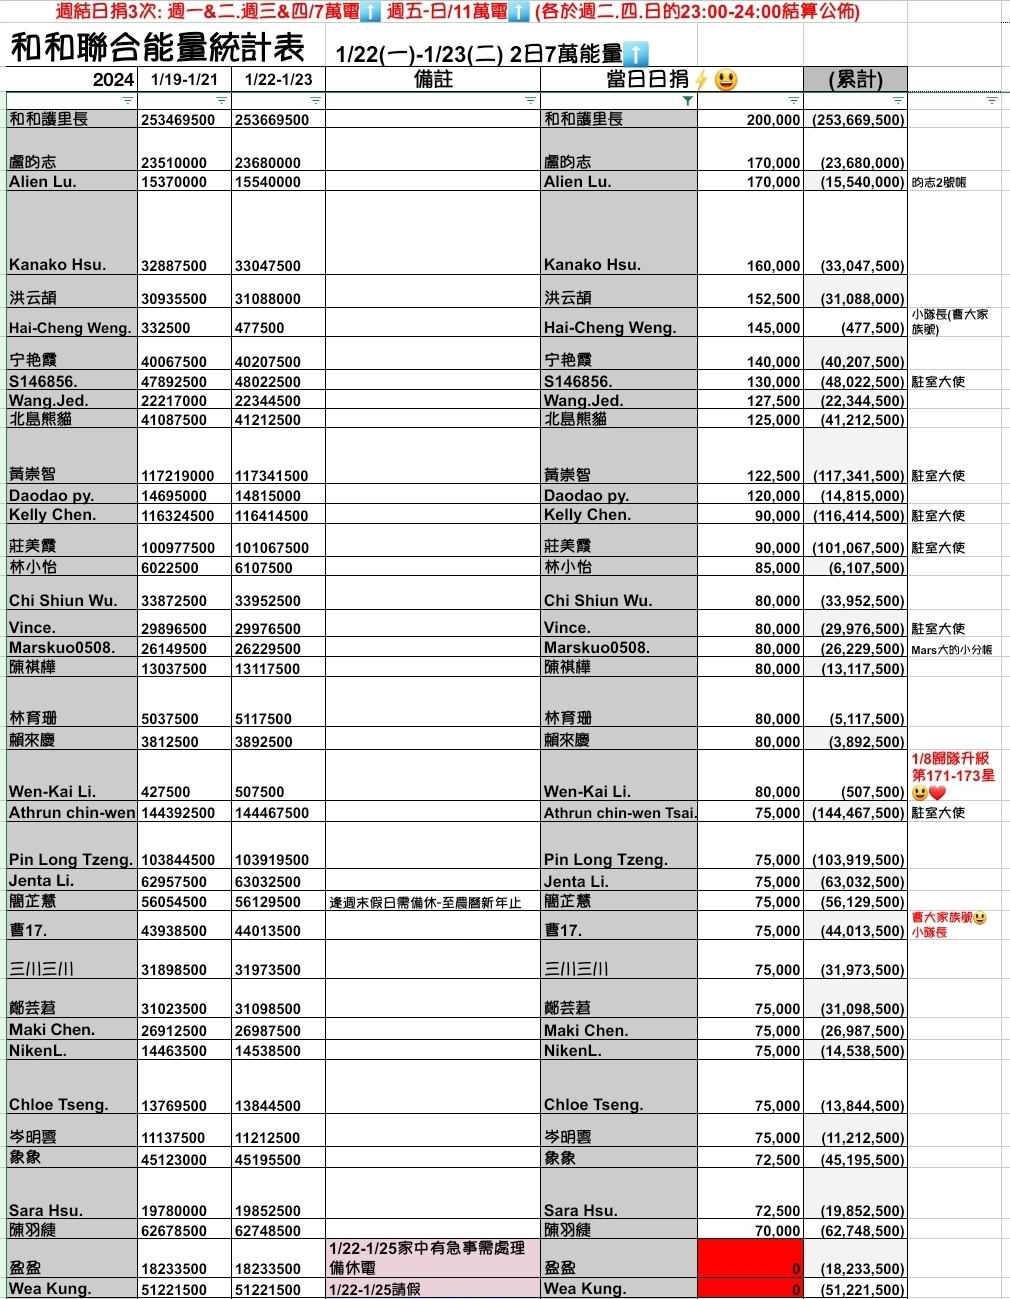 週結日捐3次: 週一&二.週三&四/7萬電⬆️ 週五-日/11萬電⬆️ (各於週二.四.日的23:00-24:00結算公佈)
和和聯合能量統計表 1/22(一)-1/23(二) 2日7萬能量⬆️
2024 1/19-1/21 1/22-1/23 備註 當日日捐⚡😃 (累計)
和和護里長 253469500 253669500 和和護里長 200,000 (253,669,500)
盧昀志 23510000 23680000 盧昀志 170,000 (23,680,000)
Alien Lu. 15370000 15540000 Alien Lu. 170,000 (15,540,000) 昀志2號帳
Kanako Hsu. 32887500 33047500 Kanako Hsu. 160,000 (33,047,500)
洪云頡 30935500 31088000 洪云頡 152,500 (31,088,000)
Hai-Cheng Weng. 332500 477500 Hai-Cheng Weng. 145,000 (477,500) 小隊長(曹大家
族號)
宁艳霞 40067500 40207500 宁艳霞 140,000 (40,207,500)
S146856. 47892500 48022500 S146856. 130,000 (48,022,500) 駐室大使
Wang.Jed. 22217000 22344500 Wang.Jed. 127,500 (22,344,500)
北島熊貓 41087500 41212500 北島熊貓 125,000 (41,212,500)
黃崇智 117219000 117341500 黃崇智 122,500 (117,341,500) 駐室大使
Daodao py. 14695000 14815000 Daodao py. 120,000 (14,815,000)
Kelly Chen. 116324500 116414500 Kelly Chen. 90,000 (116,414,500) 駐室大使
莊美霞 100977500 101067500 莊美霞 90,000 (101,067,500) 駐室大使
林小怡 6022500 6107500 林小怡 85,000 (6,107,500)
Chi Shiun Wu. 33872500 33952500 Chi Shiun Wu. 80,000 (33,952,500)
Vince. 29896500 29976500 Vince. 80,000 (29,976,500) 駐室大使
Marskuo0508. 26149500 26229500 Marskuo0508. 80,000 (26,229,500) Mars大的小分帳
陳祺樺 13037500 13117500 陳祺樺 80,000 (13,117,500)
林育珊 5037500 5117500 林育珊 80,000 (5,117,500)
賴來慶 3812500 3892500 賴來慶 80,000 (3,892,500)
1/8歸隊升級
第171-173星
Wen-Kai Li. 427500 507500 Wen-Kai Li. 80,000 (507,500) 😃❤️
Athrun chin-wen 144392500 144467500 Athrun chin-wen Tsai. 75,000 (144,467,500) 駐室大使
Pin Long Tzeng. 103844500 103919500 Pin Long Tzeng. 75,000 (103,919,500)
Jenta Li. 62957500 63032500 Jenta Li. 75,000 (63,032,500)
簡芷慧 56054500 56129500 逢週末假日需備休-至農曆新年止 簡芷慧 75,000 (56,129,500)
曹17. 43938500 44013500 曹17. 75,000 (44,013,500) 曹大家族號😃
小隊長
三川三川 31898500 31973500 三川三川 75,000 (31,973,500)
鄭芸莙 31023500 31098500 鄭芸莙 75,000 (31,098,500)
Maki Chen. 26912500 26987500 Maki Chen. 75,000 (26,987,500)
NikenL. 14463500 14538500 NikenL. 75,000 (14,538,500)
Chloe Tseng. 13769500 13844500 Chloe Tseng. 75,000 (13,844,500)
岑明雲 11137500 11212500 岑明雲 75,000 (11,212,500)
象象 45123000 45195500 象象 72,500 (45,195,500)
Sara Hsu. 19780000 19852500 Sara Hsu. 72,500 (19,852,500)
陳羽緁 62678500 62748500 陳羽緁 70,000 (62,748,500)
1/22-1/25家中有急事需處理
盈盈 18233500 18233500 備休電 盈盈 0 (18,233,500)
Wea Kung. 51221500 51221500 1/22-1/25請假 Wea Kung. 0 (51,221,500)